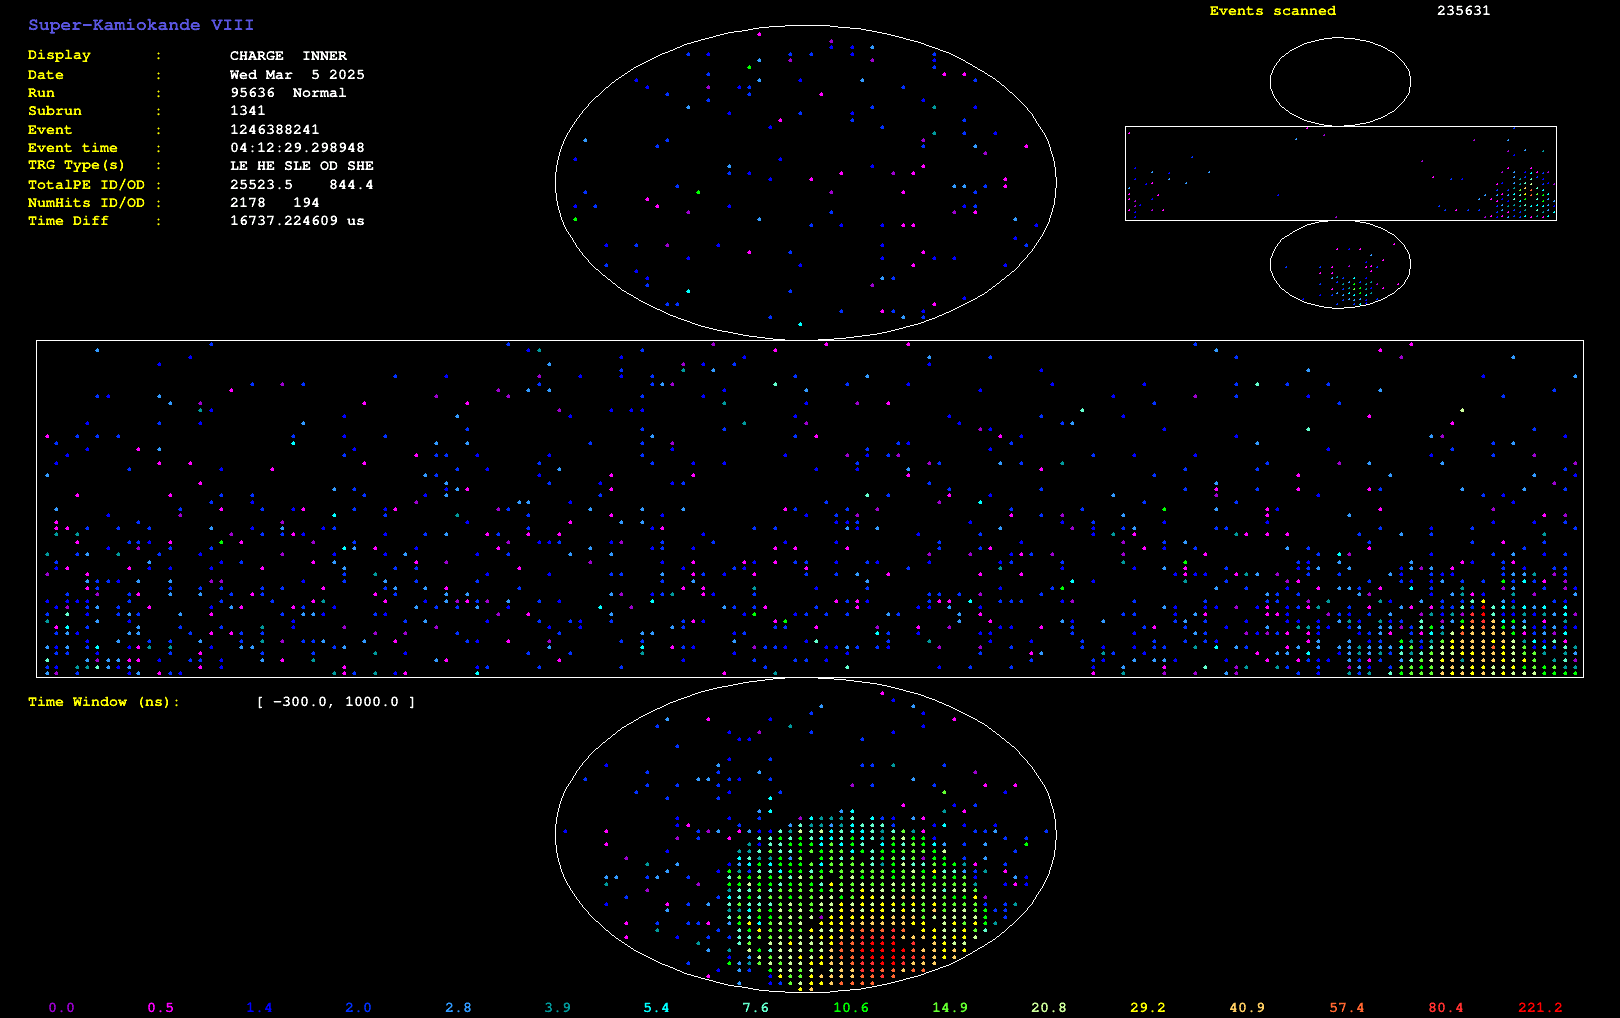 Super-Kamiokande VIII
Events scanned 235631
Display : CHARGE INNER
Date : Wed Mar 5 2025
Run : 95636 Normal
Subrun : 1341
Event : 1246388241
Event time : 04:12:29.298948
TRG Type(s) : LE HE SLE OD SHE
TotalPE ID/OD : 25523.5 844.4
NumHits ID/OD : 2178 194
Time Diff : 16737.224609 us
Time Window (ns): [ -300.0, 1000.0 ]
0.0 0.5 1.4 2.0 2.8 3.9 5.4 7.6 10.6 14.9 20.8 29.2 40.9 57.4 80.4 221.2